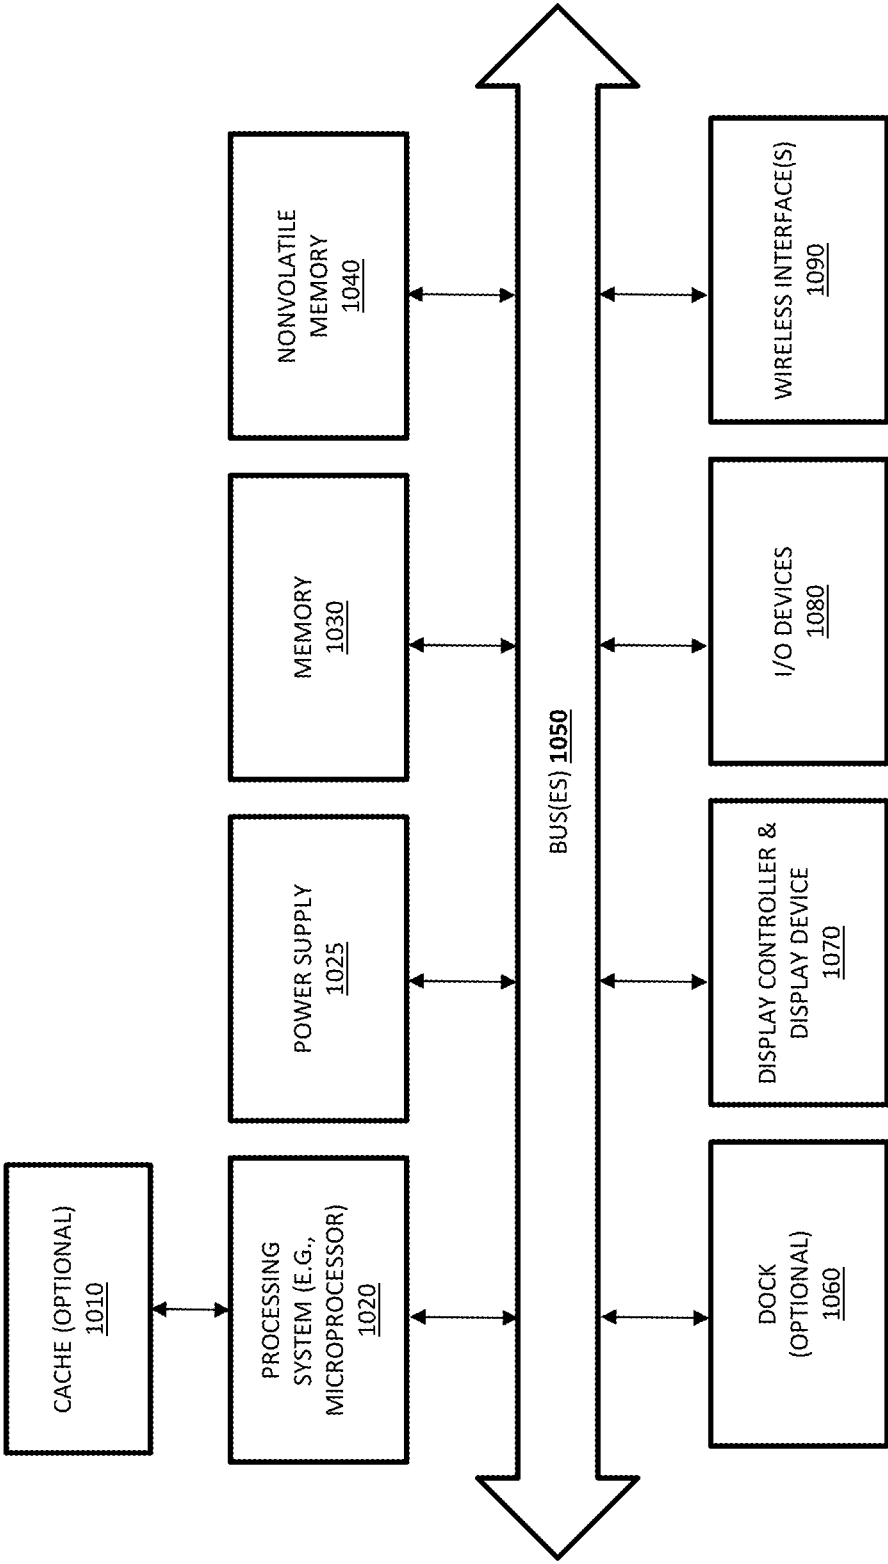 CACHE (OPTIONAL)
1010
PROCESSING
SYSTEM (E.G.,
MICROPROCESSOR)
1020
POWER SUPPLY
1025
MEMORY
1030
NONVOLATILE
MEMORY
1040
BUS(ES) 1050
DOCK
(OPTIONAL)
1060
DISPLAY CONTROLLER &
DISPLAY DEVICE
1070
I/O DEVICES
1080
WIRELESS INTERFACE(S)
1090